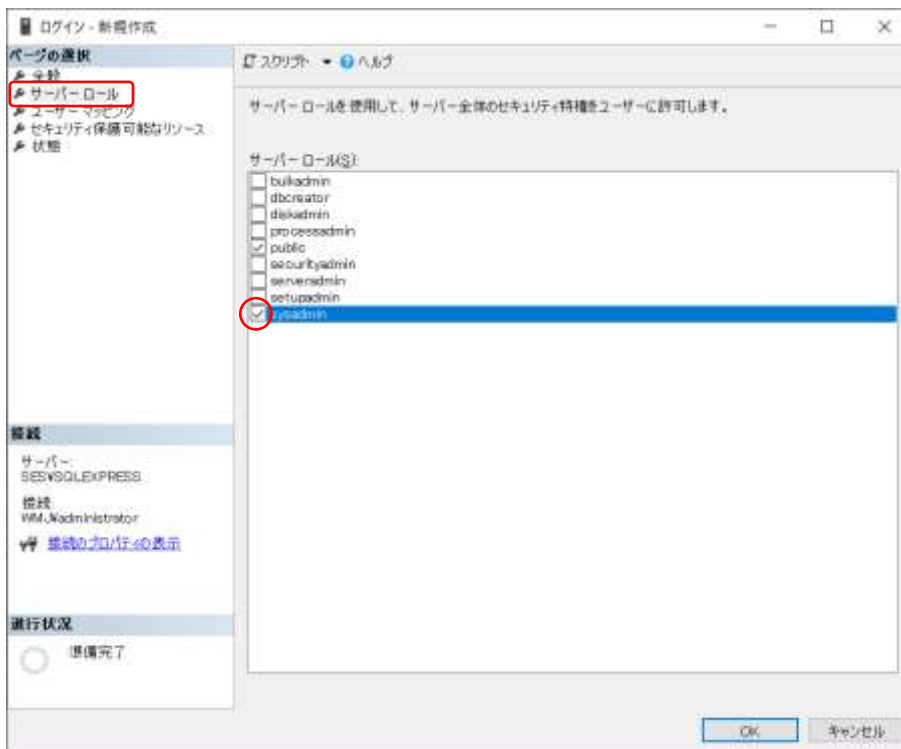 ログイン - 新規作成
ページの選択
全般
サーバー ロール
ユーザー マッピング
セキュリティ保護可能なリソース
状態
スクリプト
ヘルプ
サーバー ロールを使用して、サーバー全体のセキュリティ特権をユーザーに許可します。
サーバー ロール(S):
bulkadmin
dbcreator
diskadmin
processadmin
public
securityadmin
serveradmin
setupadmin
sysadmin
接続
サーバー:
SES¥SQLEXPRESS
接続:
WMJ¥administrator
接続のプロパティの表示
進行状況
準備完了
OK
キャンセル